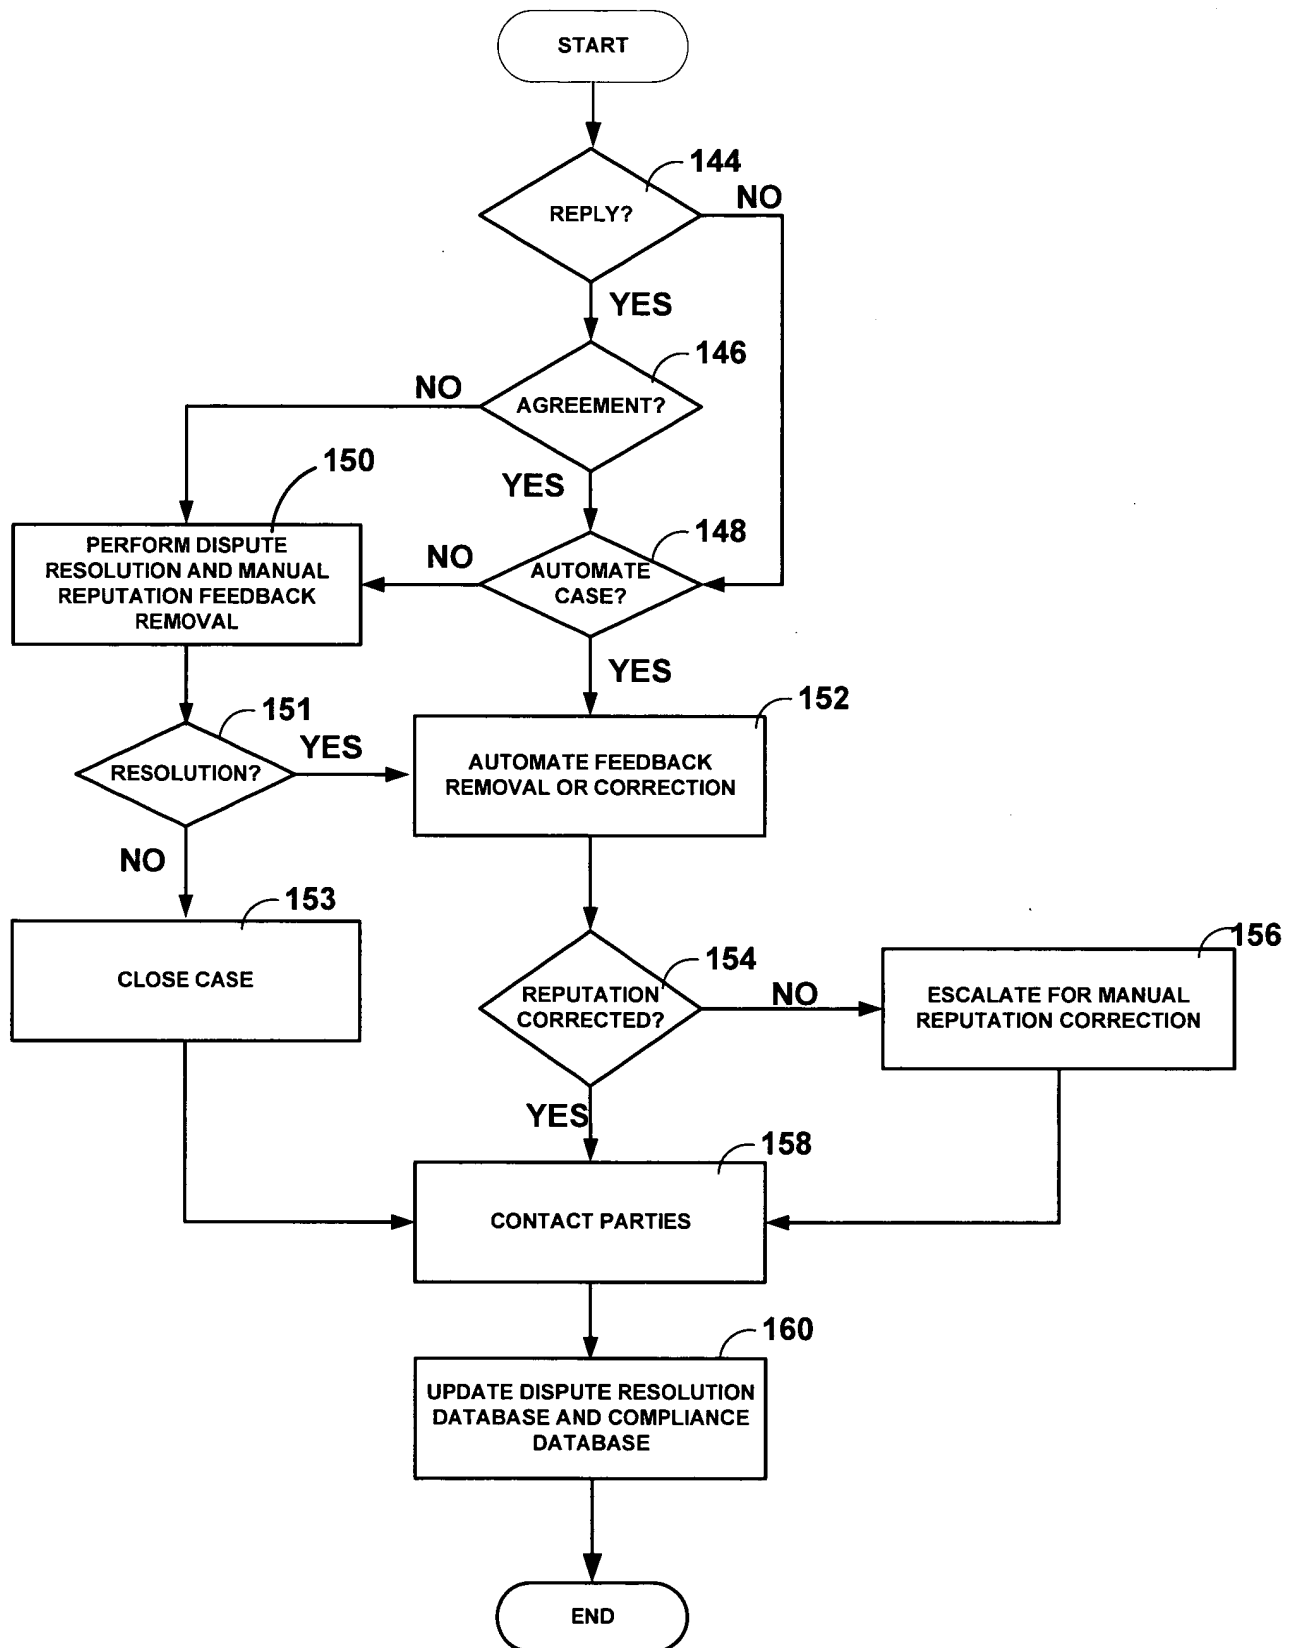 START
144
REPLY?
NO
YES
146
NO
AGREEMENT?
150
YES
148
PERFORM DISPUTE
RESOLUTION AND MANUAL
REPUTATION FEEDBACK
REMOVAL
NO
AUTOMATE
CASE?
YES
151
152
RESOLUTION?
YES
AUTOMATE FEEDBACK
REMOVAL OR CORRECTION
NO
153
CLOSE CASE
154
REPUTATION
CORRECTED?
NO
156
ESCALATE FOR MANUAL
REPUTATION CORRECTION
YES
158
CONTACT PARTIES
160
UPDATE DISPUTE RESOLUTION
DATABASE AND COMPLIANCE
DATABASE
END